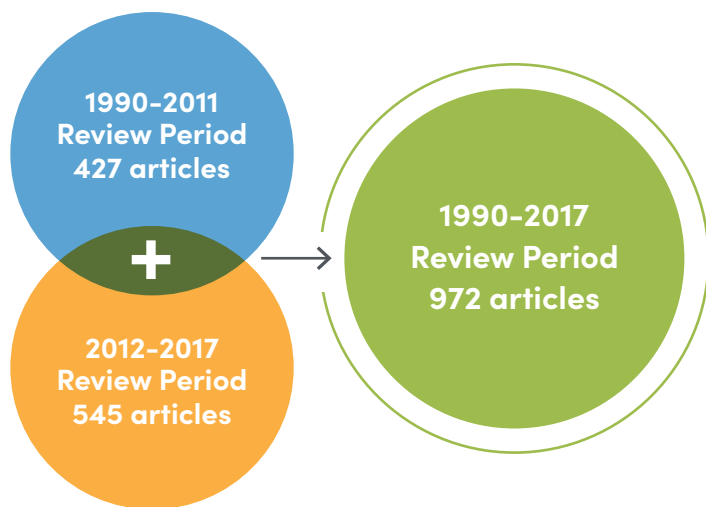 1990-2011
Review Period
427 articles
+
2012-2017
Review Period
545 articles
1990-2017
Review Period
972 articles